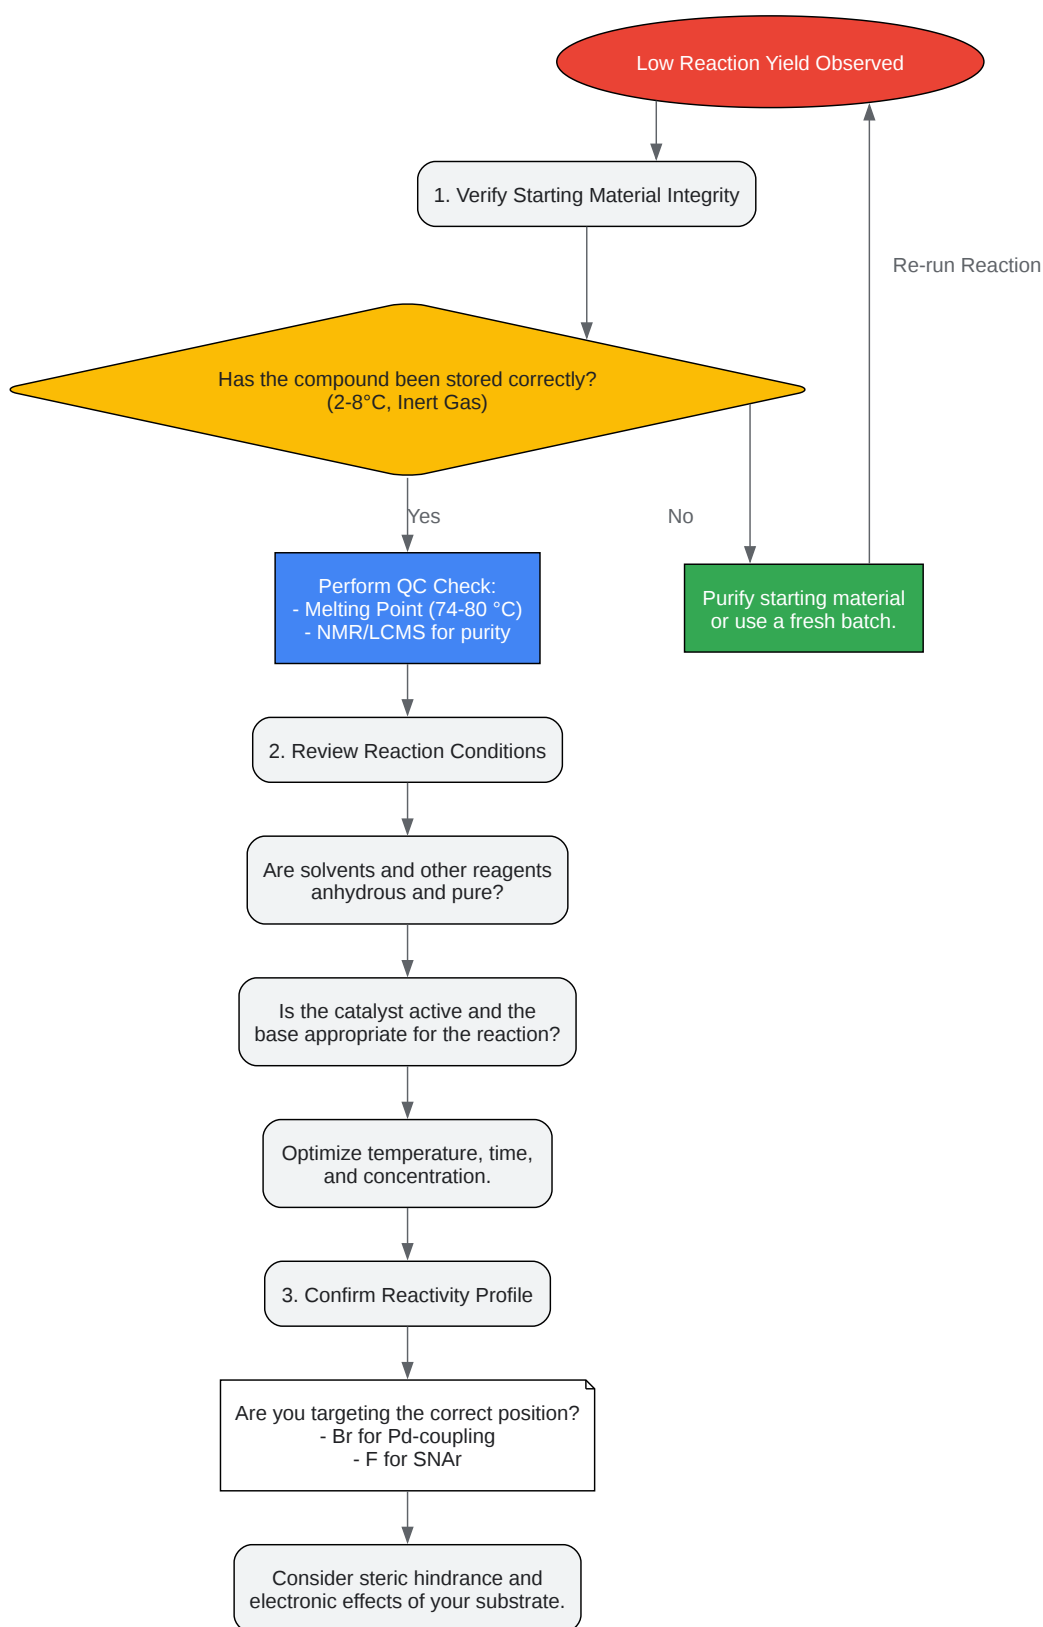 Low Reaction Yield Observed
1. Verify Starting Material Integrity
Re-run Reaction
Has the compound been stored correctly?
(2-8°C, Inert Gas)
Yes
No
Perform QC Check:
- Melting Point (74-80 °C)
- NMR/LCMS for purity
Purify starting material
or use a fresh batch.
2. Review Reaction Conditions
Are solvents and other reagents
anhydrous and pure?
Is the catalyst active and the
base appropriate for the reaction?
Optimize temperature, time,
and concentration.
3. Confirm Reactivity Profile
Are you targeting the correct position?
- Br for Pd-coupling
- F for SNAr
Consider steric hindrance and
electronic effects of your substrate.